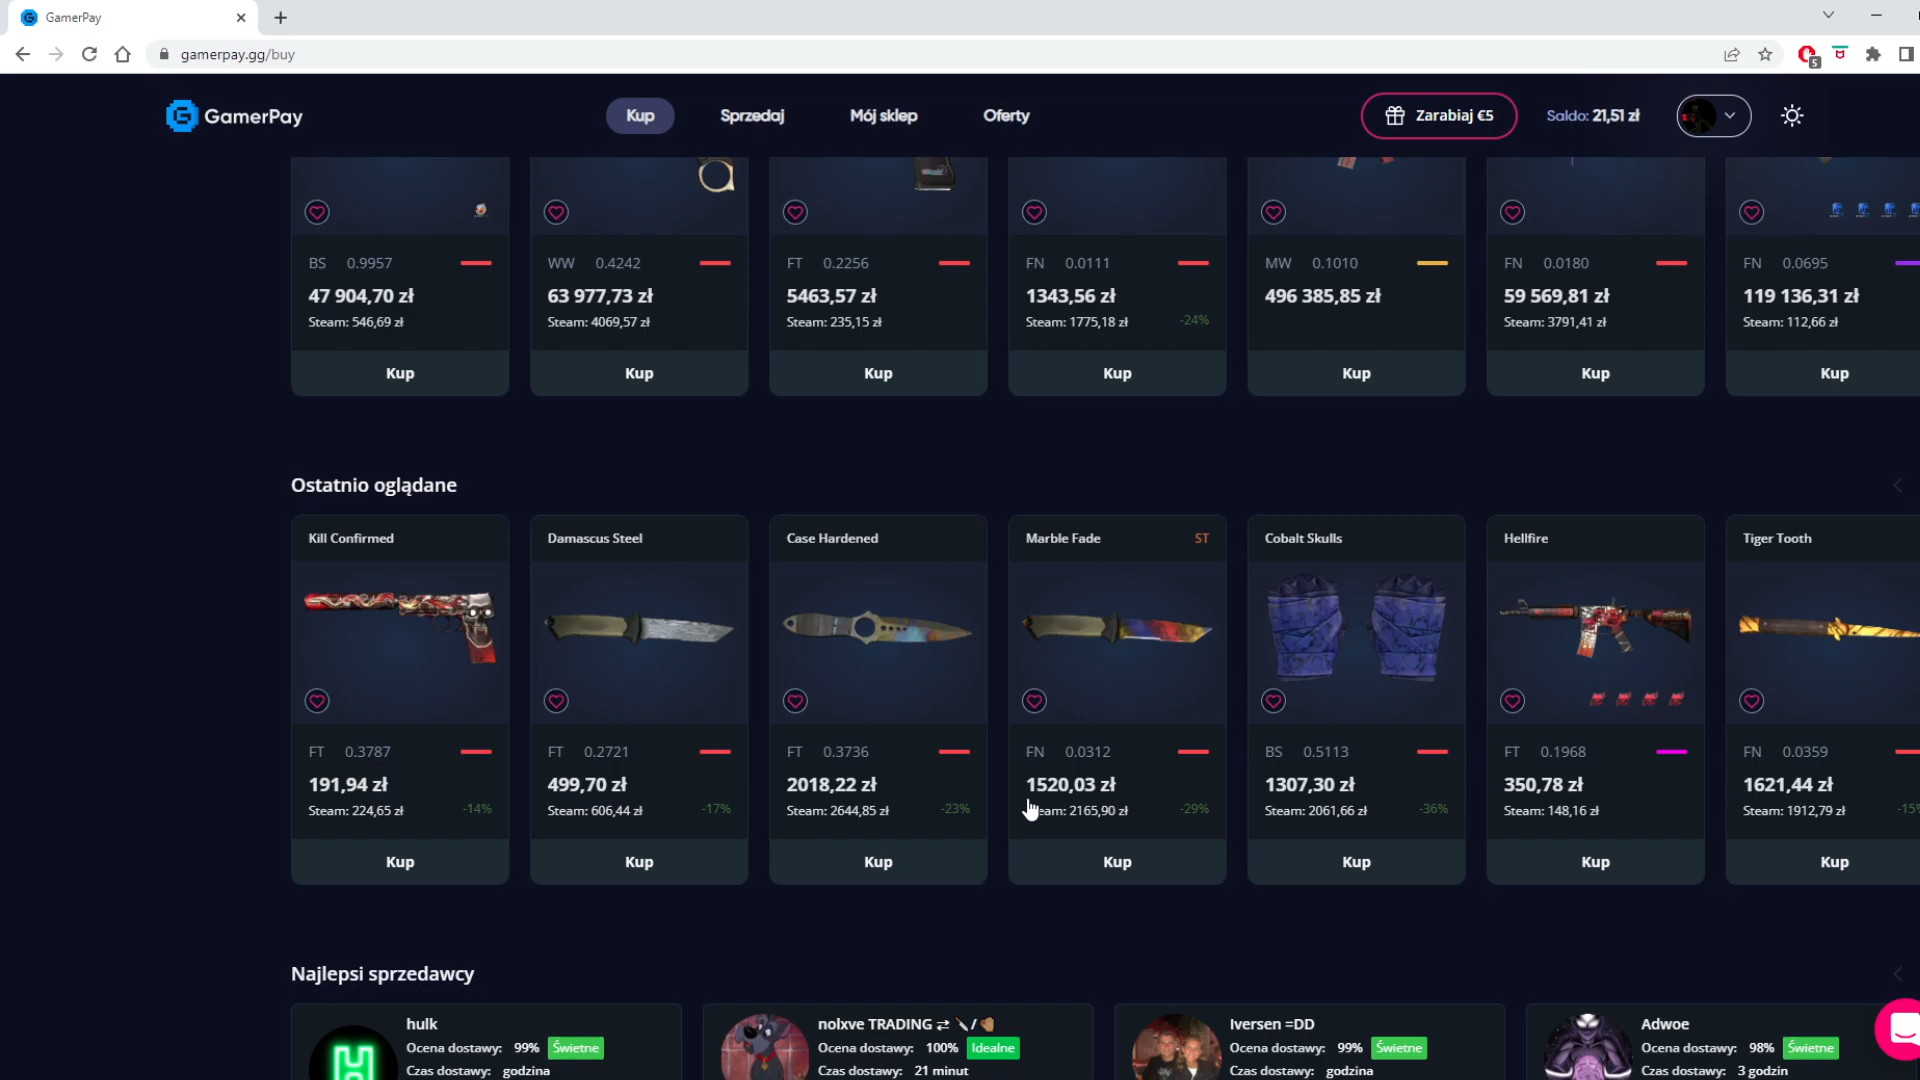 GamerPay
gamerpay.gg/buy
5
GamerPay
Kup
Sprzedaj
Mój sklep
Oferty
Zarabiaj €5
Saldo: 21,51 zł
BS 0.9957
47 904,70 zł
Steam: 546,69 zł
Kup
WW 0.4242
63 977,73 zł
Steam: 4069,57 zł
Kup
FT 0.2256
5463,57 zł
Steam: 235,15 zł
Kup
FN 0.0111
1343,56 zł
Steam: 1775,18 zł -24%
Kup
MW 0.1010
496 385,85 zł
Kup
FN 0.0180
59 569,81 zł
Steam: 3791,41 zł
Kup
FN 0.0695
119 136,31 zł
Steam: 112,66 zł
Kup
Ostatnio oglądane
Kill Confirmed
FT 0.3787
191,94 zł
Steam: 224,65 zł -14%
Kup
Damascus Steel
FT 0.2721
499,70 zł
Steam: 606,44 zł -17%
Kup
Case Hardened
FT 0.3736
2018,22 zł
Steam: 2644,85 zł -23%
Kup
Marble Fade ST
FN 0.0312
1520,03 zł
eam: 2165,90 zł -29%
Kup
Cobalt Skulls
BS 0.5113
1307,30 zł
Steam: 2061,66 zł -36%
Kup
Hellfire
FT 0.1968
350,78 zł
Steam: 148,16 zł
Kup
Tiger Tooth
FN 0.0359
1621,44 zł
Steam: 1912,79 zł -15%
Kup
Najlepsi sprzedawcy
hulk
Ocena dostawy: 99% Świetne
Czas dostawy: godzina
nolxve TRADING ⇄ 🔪/🥊
Ocena dostawy: 100% Idealne
Czas dostawy: 21 minut
Iversen =DD
Ocena dostawy: 99% Świetne
Czas dostawy: godzina
Adwoe
Ocena dostawy: 98% Świetne
Czas dostawy: 3 godzin